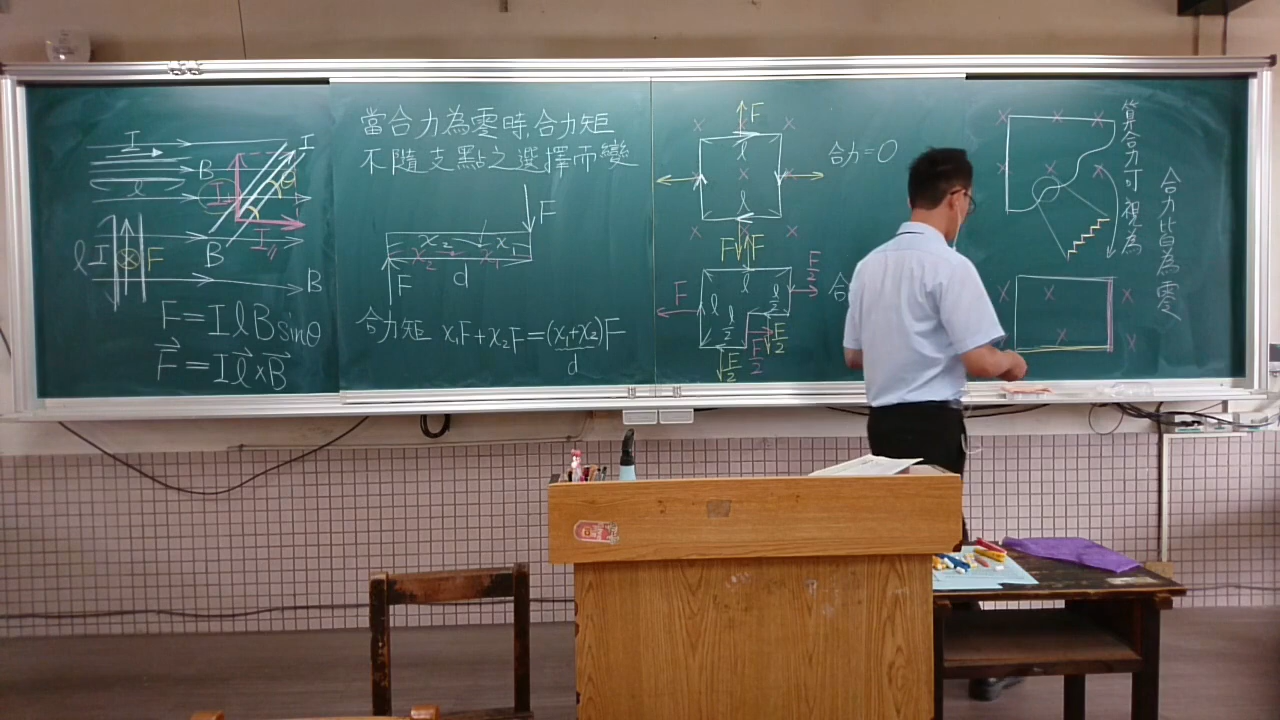 I
B
l
I
B
I
I∥
θ
l
I
F
B
F=IlBsinθ
F=Il×B
當合力為零時,合力矩
不隨支點之選擇而變
F
x₂
x₁
x₂
x₁
d
F
合力矩 x₁F+x₂F=(x₁+x₂)F
d
F
l
l
F
合力=0
F
F
l
F/2
l
l/2
l/2
F/2
F/2
F/2
合
算合力可視為
合力皆為零